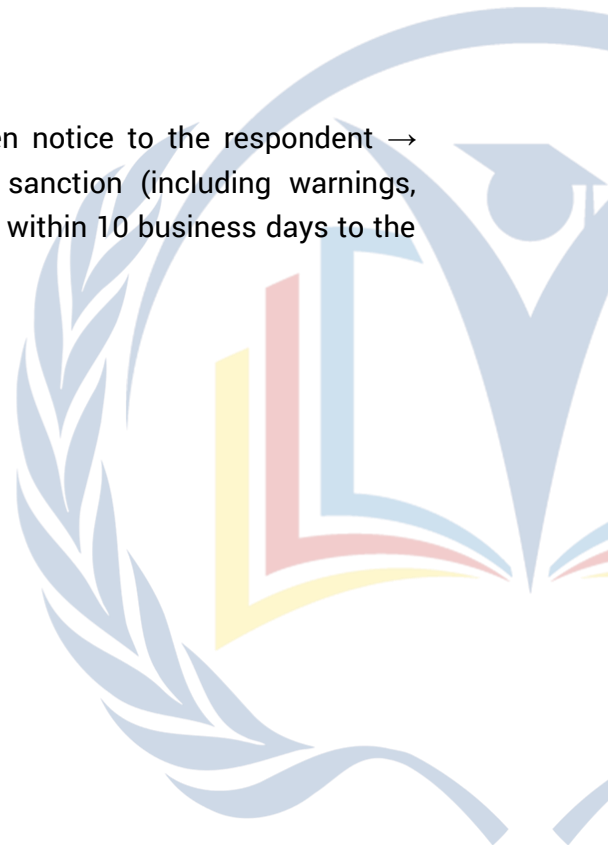 en notice to the respondent →
sanction (including warnings,
within 10 business days to the